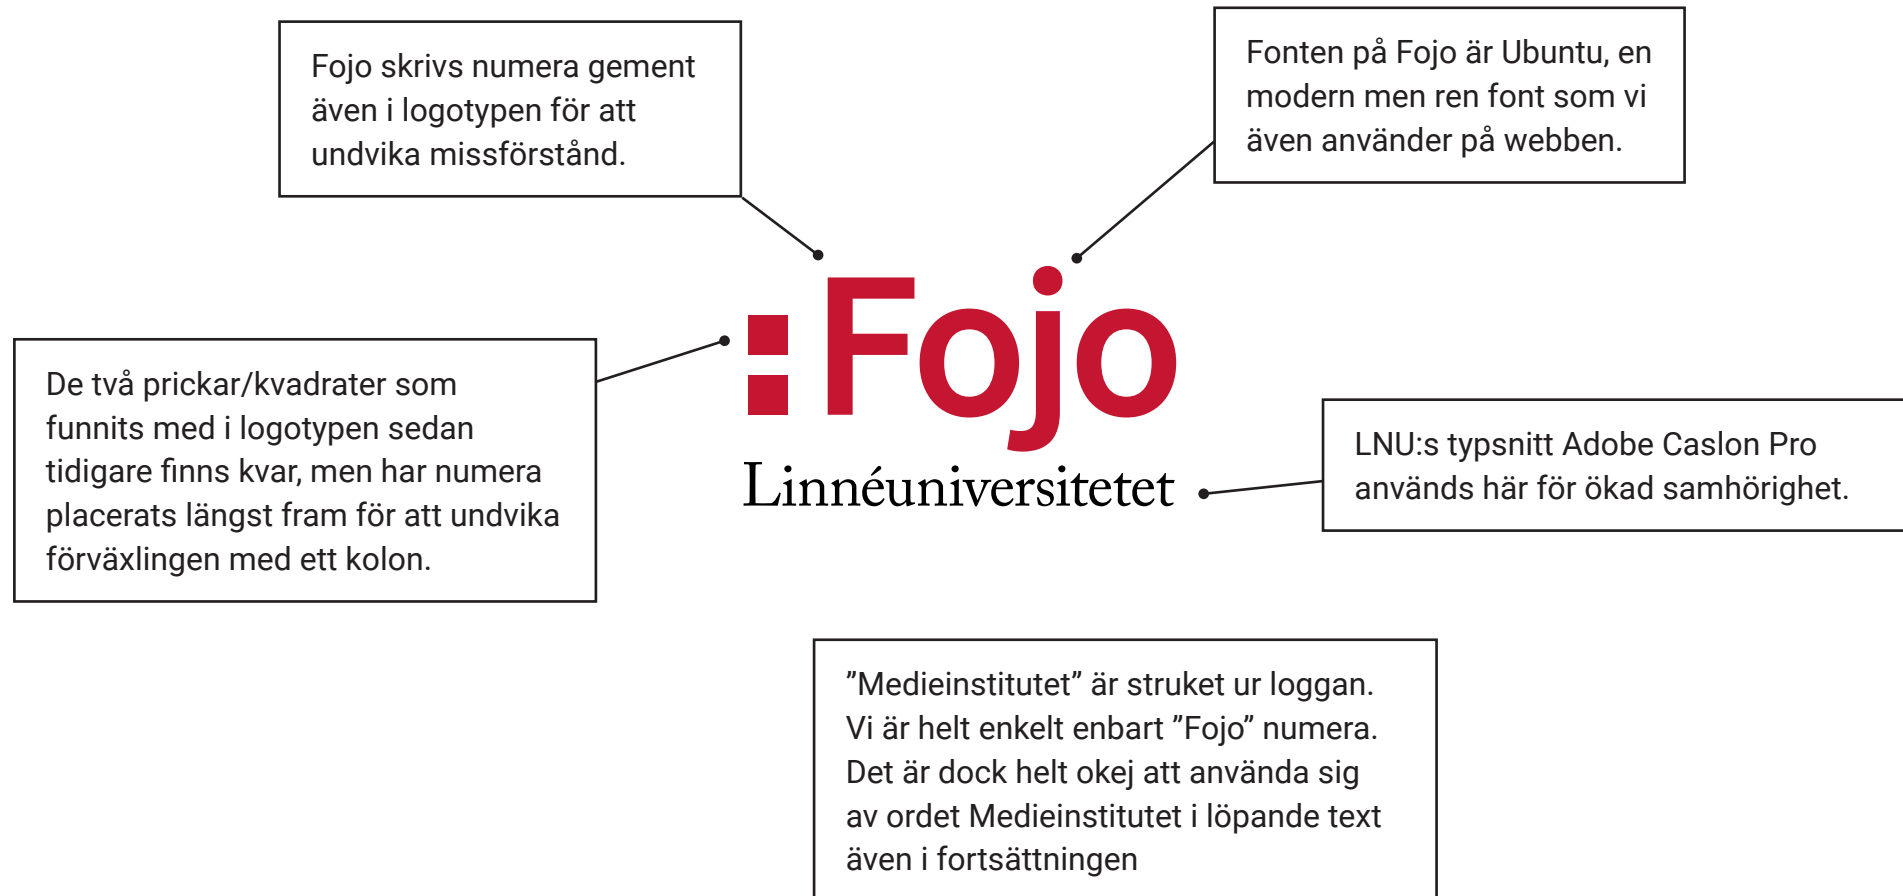 Fojo skrivs numera gement
även i logotypen för att
undvika missförstånd.
Fonten på Fojo är Ubuntu, en
modern men ren font som vi
även använder på webben.
:Fojo
Linnéuniversitetet
De två prickar/kvadrater som
funnits med i logotypen sedan
tidigare finns kvar, men har numera
placerats längst fram för att undvika
förväxlingen med ett kolon.
LNU:s typsnitt Adobe Caslon Pro
används här för ökad samhörighet.
”Medieinstitutet” är struket ur loggan.
Vi är helt enkelt enbart ”Fojo” numera.
Det är dock helt okej att använda sig
av ordet Medieinstitutet i löpande text
även i fortsättningen